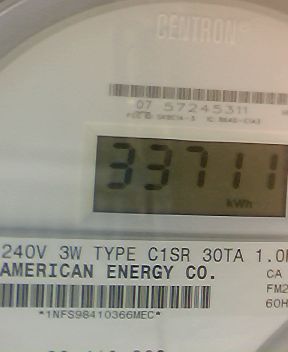 CENTRON®
07 57245311
33711
kWh
240V 3W TYPE C1SR 30TA 1.0
AMERICAN ENERGY CO.
CA
FM2
60H
*1NFS98410366MEC*